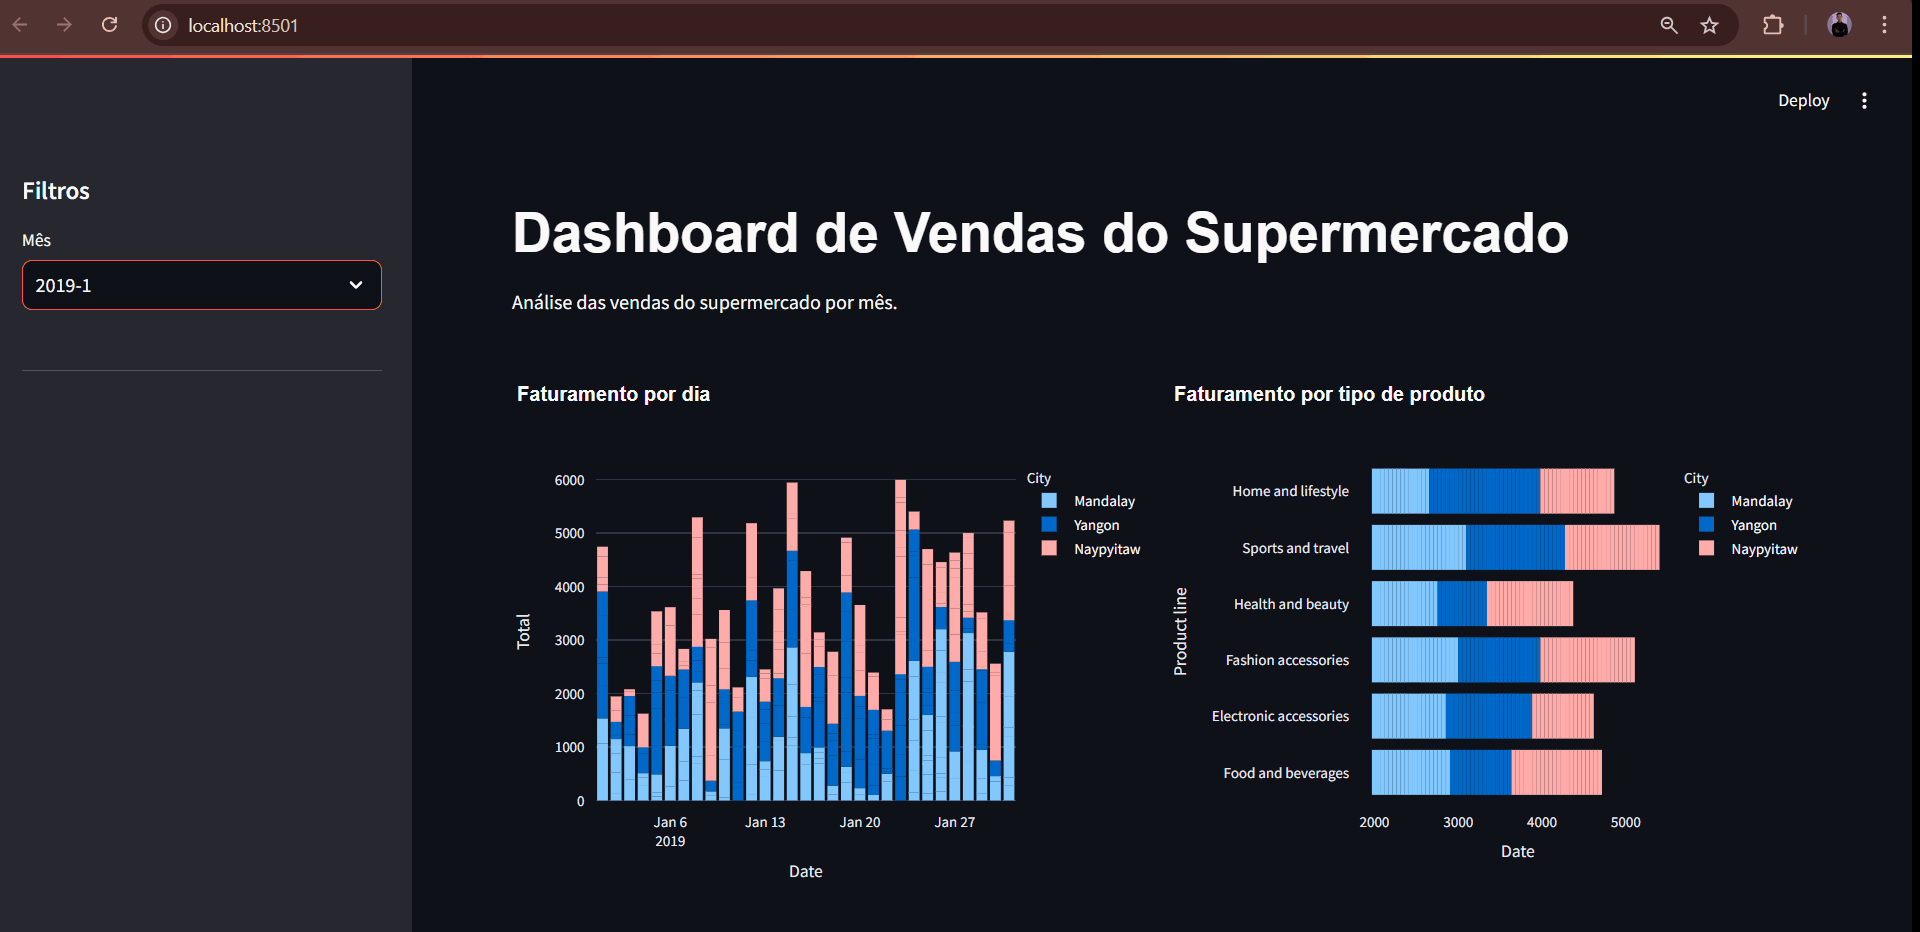 localhost:8501
Deploy
Filtros
Mês
2019-1
Dashboard de Vendas do Supermercado
Análise das vendas do supermercado por mês.
Faturamento por dia
Total
6000
5000
4000
3000
2000
1000
0
Jan 6
2019
Jan 13
Jan 20
Jan 27
Date
City
Mandalay
Yangon
Naypyitaw
Faturamento por tipo de produto
Product line
Home and lifestyle
Sports and travel
Health and beauty
Fashion accessories
Electronic accessories
Food and beverages
2000
3000
4000
5000
Date
City
Mandalay
Yangon
Naypyitaw